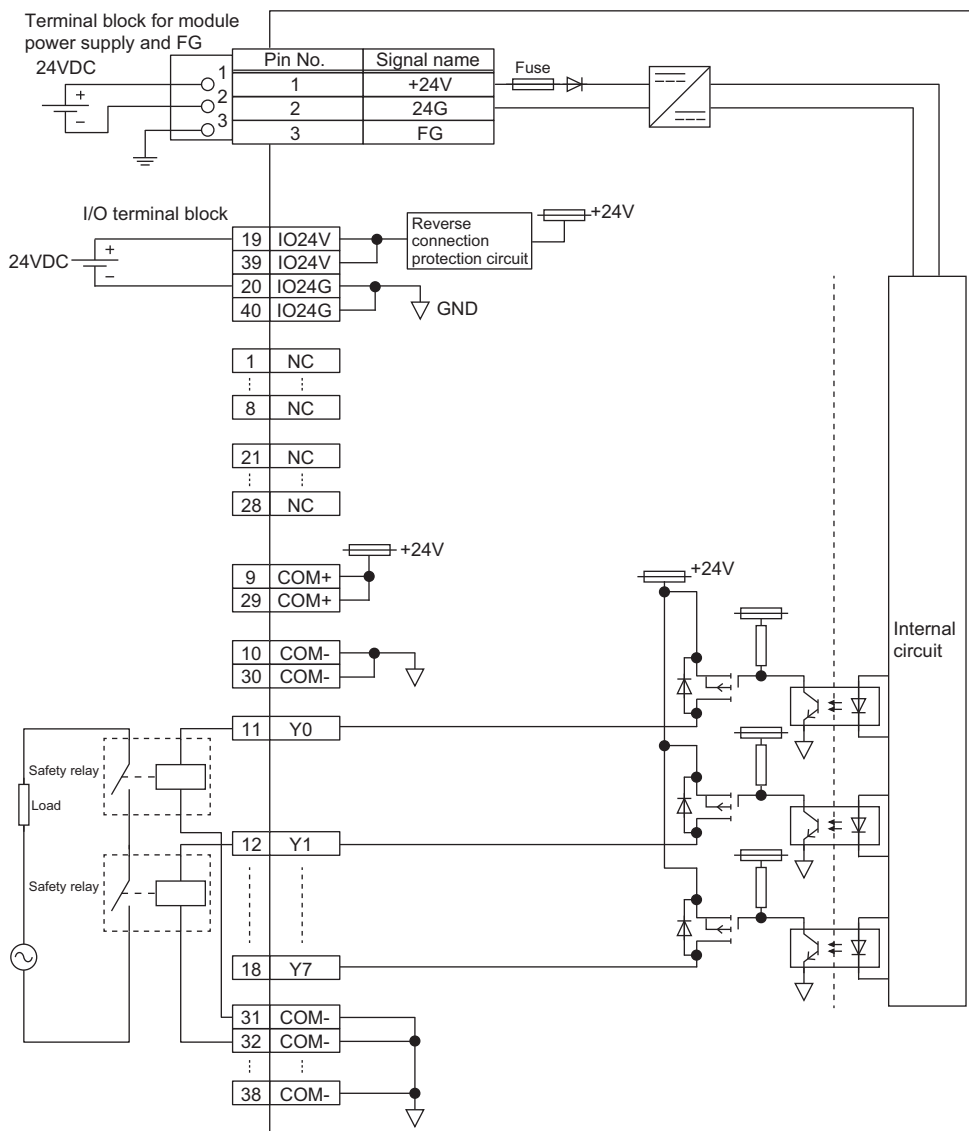 Terminal block for module
power supply and FG
24VDC
+
−
1
2
3
Pin No. Signal name
1 +24V
2 24G
3 FG
Fuse
I/O terminal block
24VDC
+
−
19 IO24V
39 IO24V
20 IO24G
40 IO24G
Reverse
connection
protection circuit
+24V
GND
1 NC
8 NC
21 NC
28 NC
+24V
9 COM+
29 COM+
10 COM-
30 COM-
+24V
Internal
circuit
11 Y0
Safety relay
Load
12 Y1
Safety relay
18 Y7
31 COM-
32 COM-
38 COM-